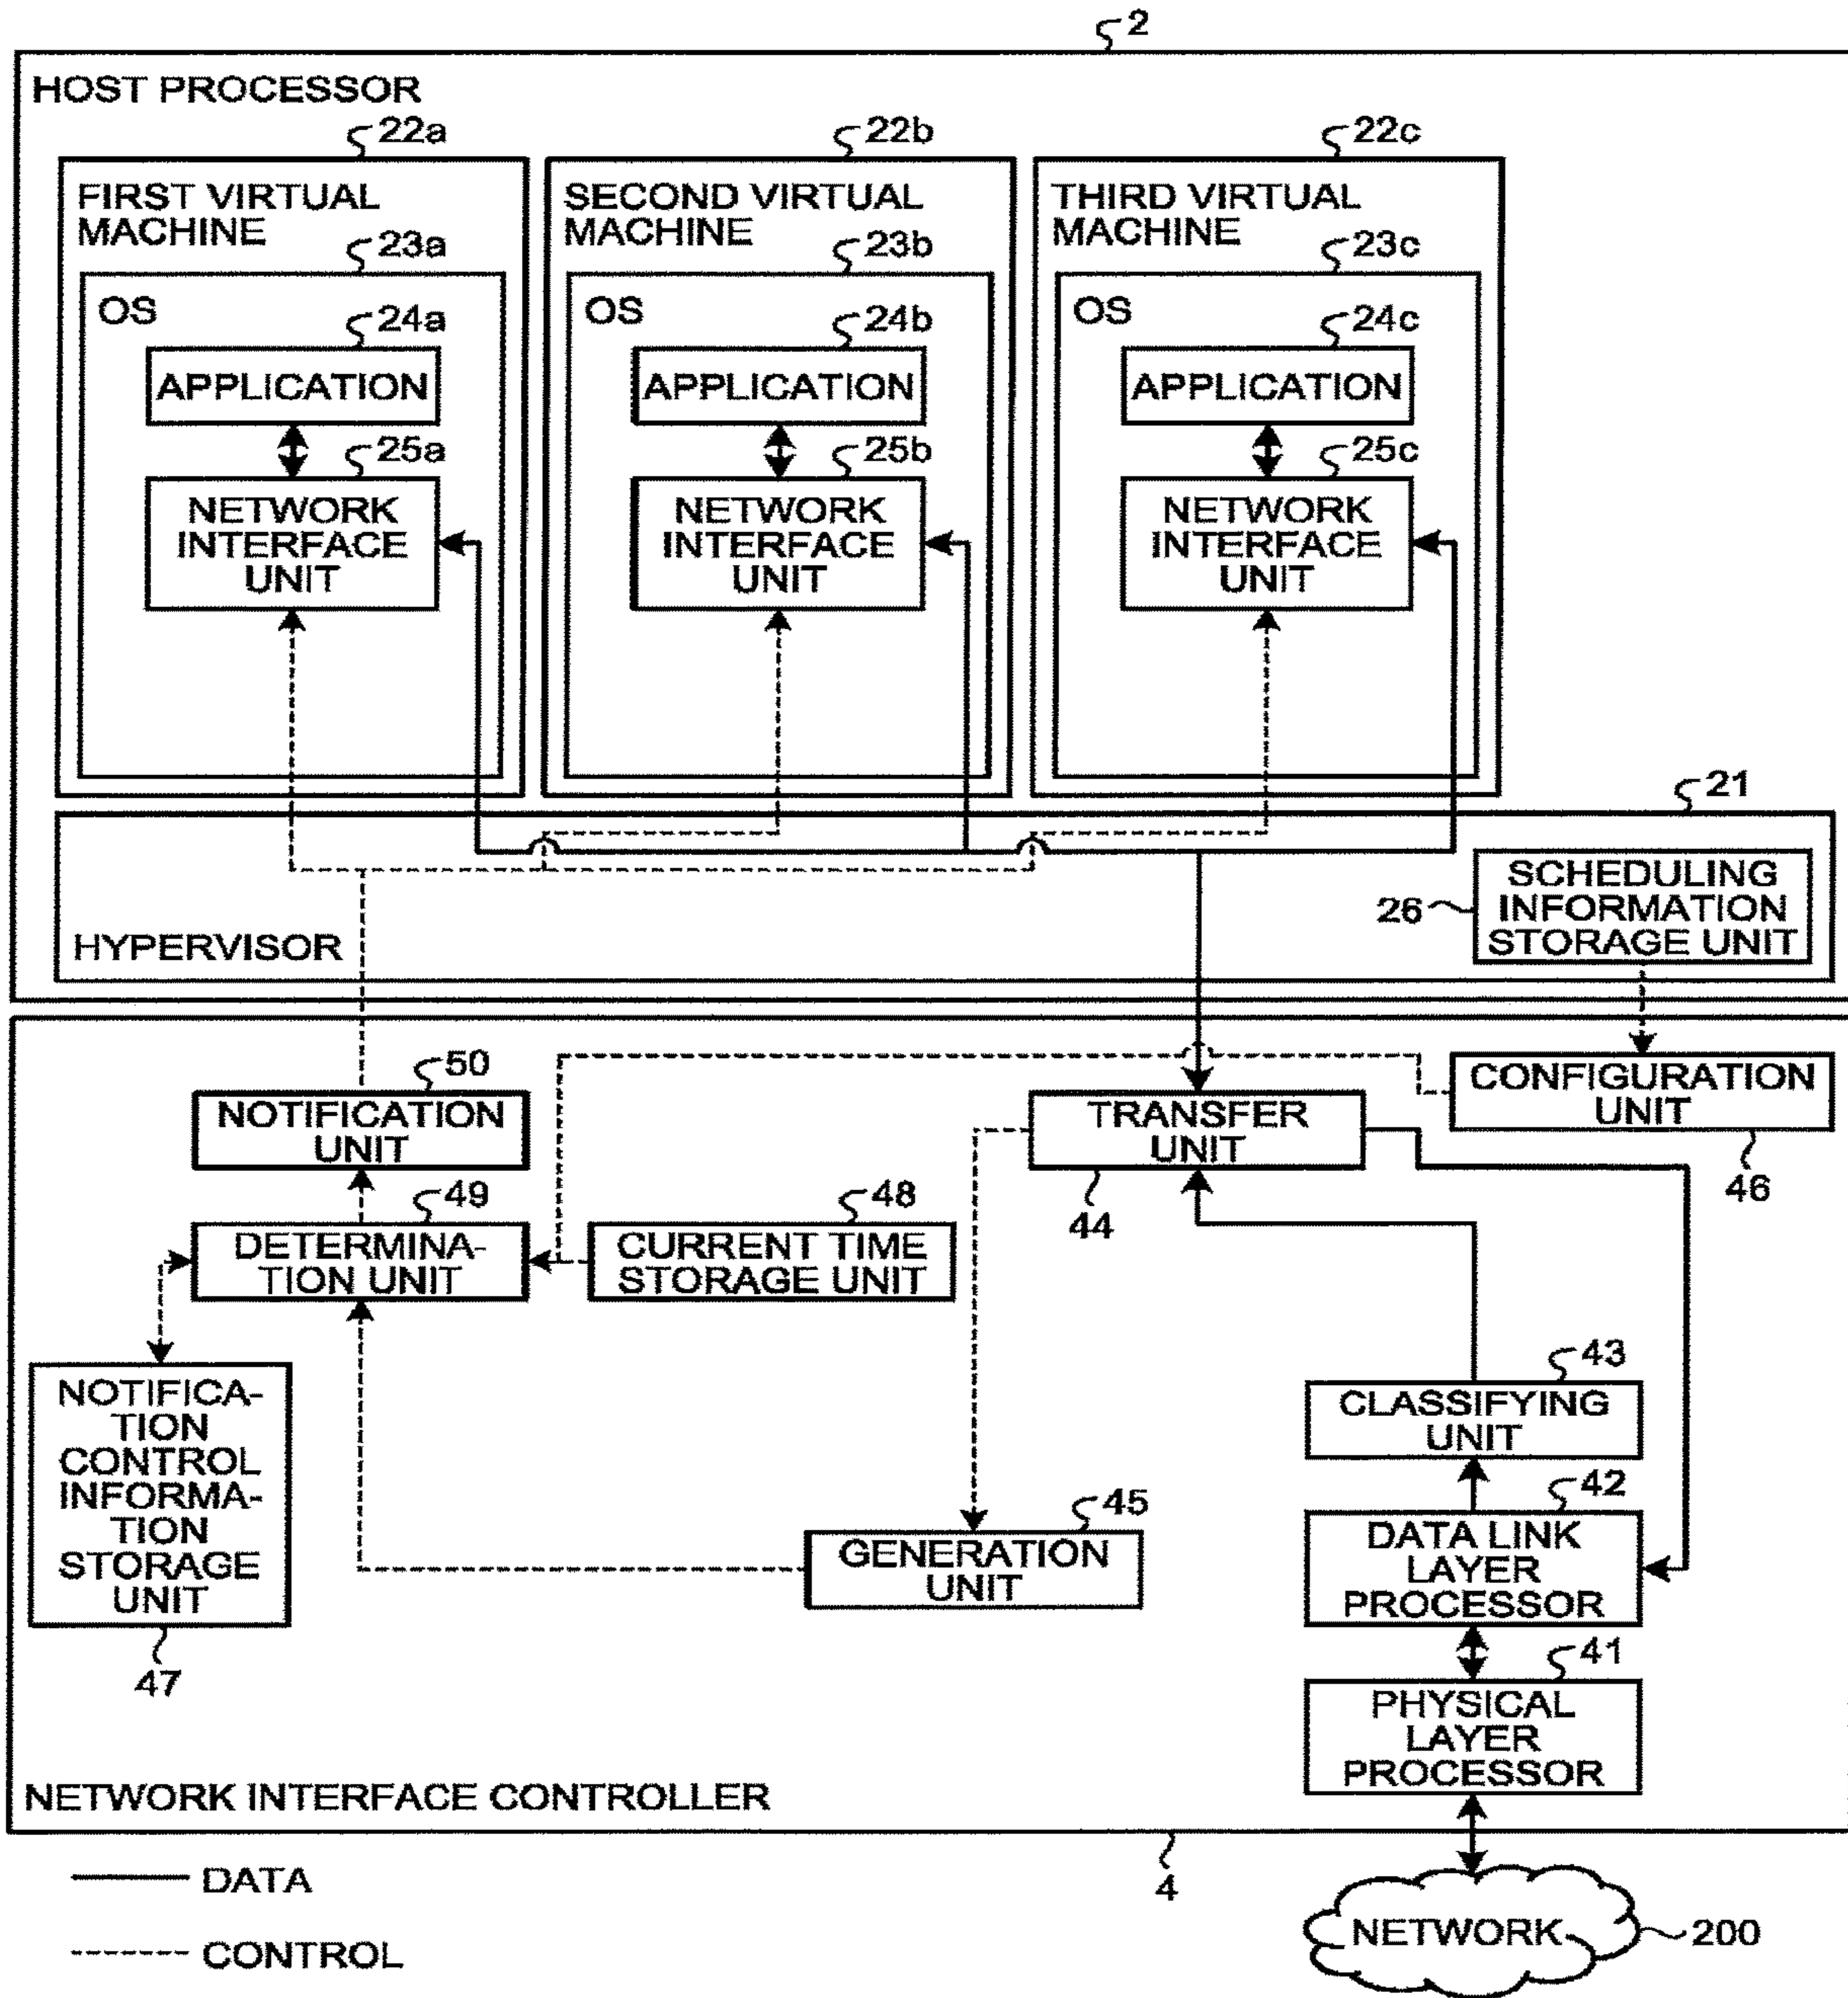 2
HOST PROCESSOR
22a
22b
22c
FIRST VIRTUAL
MACHINE
SECOND VIRTUAL
MACHINE
THIRD VIRTUAL
MACHINE
23a
23b
23c
OS
OS
OS
24a
24b
24c
APPLICATION
APPLICATION
APPLICATION
25a
25b
25c
NETWORK
INTERFACE
UNIT
NETWORK
INTERFACE
UNIT
NETWORK
INTERFACE
UNIT
21
SCHEDULING
INFORMATION
STORAGE UNIT
26
HYPERVISOR
50
NOTIFICATION
UNIT
TRANSFER
UNIT
44
CONFIGURATION
UNIT
46
49
DETERMINA-
TION UNIT
48
CURRENT TIME
STORAGE UNIT
NOTIFICA-
TION
CONTROL
INFORMA-
TION
STORAGE
UNIT
47
43
CLASSIFYING
UNIT
45
GENERATION
UNIT
42
DATA LINK
LAYER
PROCESSOR
41
PHYSICAL
LAYER
PROCESSOR
NETWORK INTERFACE CONTROLLER
4
DATA
CONTROL
NETWORK
200